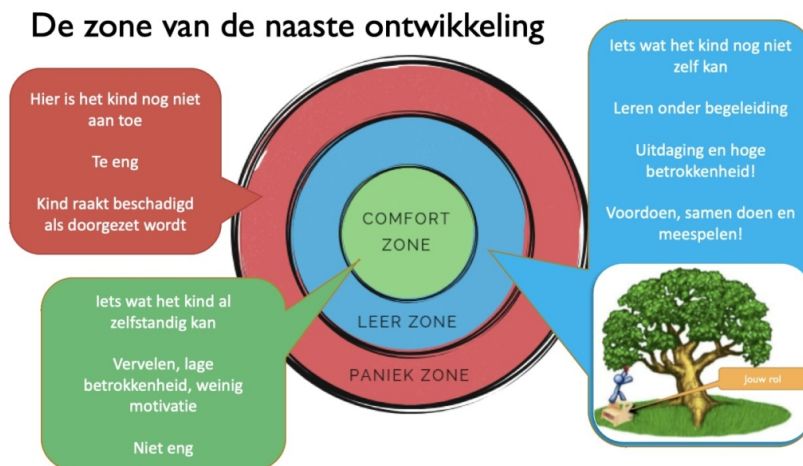 De zone van de naaste ontwikkeling
Hier is het kind nog niet
aan toe
Te eng
Kind raakt beschadigd
als doorgezet wordt
Iets wat het kind nog niet
zelf kan
Leren onder begeleiding
Uitdaging en hoge
betrokkenheid!
Voordoen, samen doen en
meespelen!
COMFORT
ZONE
LEER ZONE
PANIEK ZONE
Iets wat het kind al
zelfstandig kan
Vervelen, lage
betrokkenheid, weinig
motivatie
Niet eng
Jouw rol